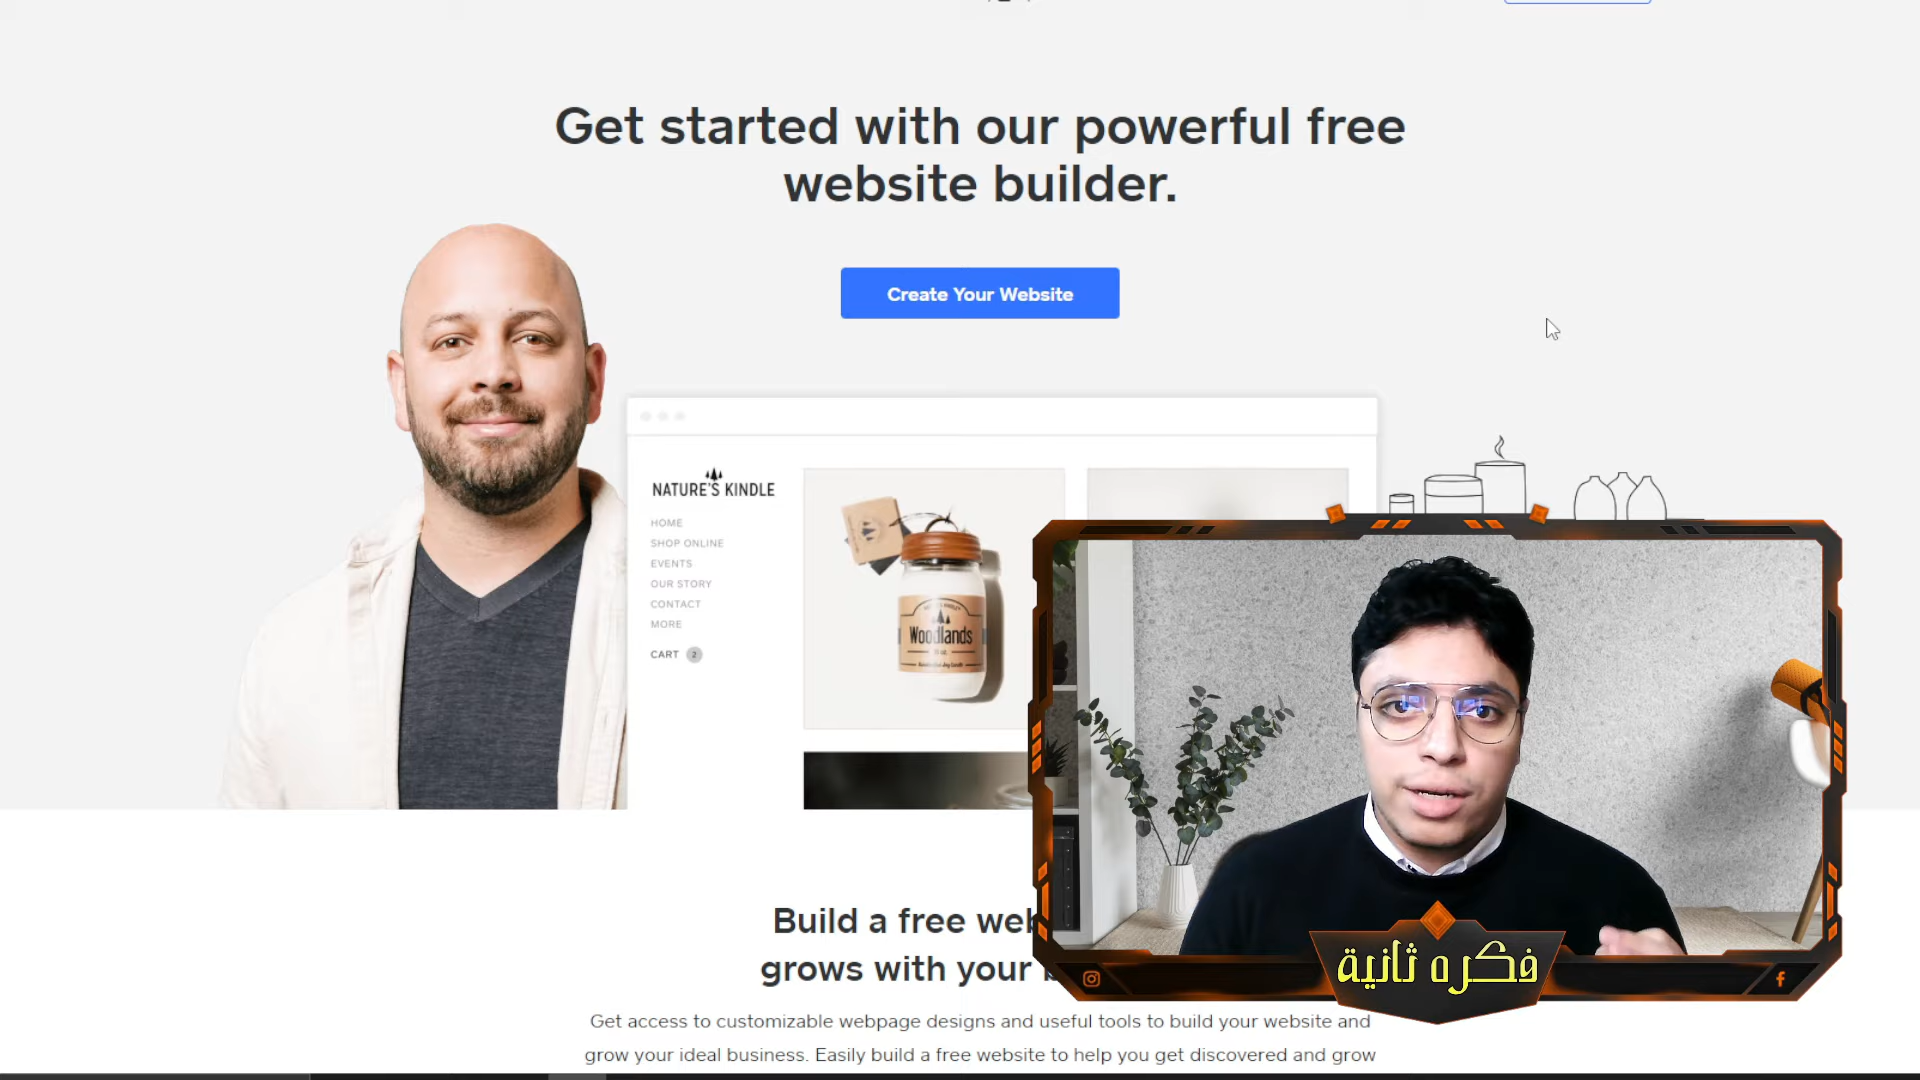 Get started with our powerful free
website builder.
Create Your Website
NATURE'S KINDLE
HOME
SHOP ONLINE
EVENTS
OUR STORY
CONTACT
MORE
CART 2
Woodlands
Build a free web
grows with your
فكره ثانية
Get access to customizable webpage designs and useful tools to build your website and
grow your ideal business. Easily build a free website to help you get discovered and grow